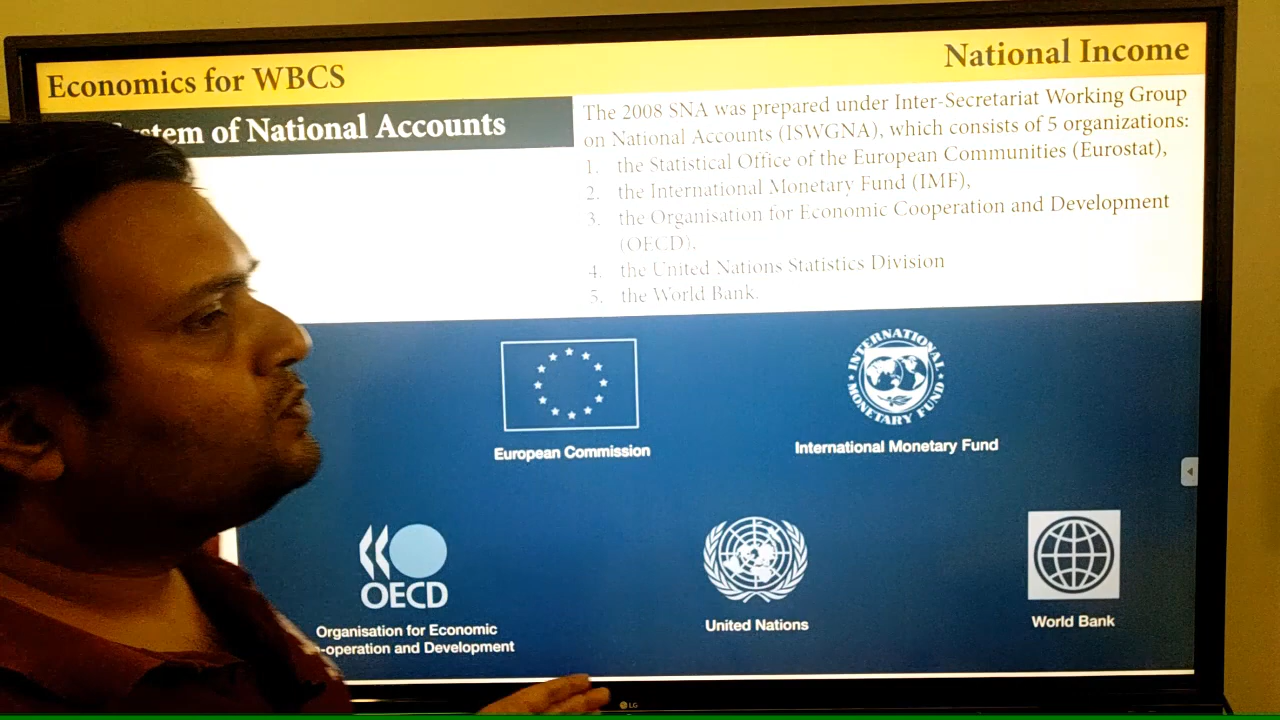 Economics for WBCS
National Income
stem of National Accounts
The 2008 SNA was prepared under Inter-Secretariat Working Group
on National Accounts (ISWGNA), which consists of 5 organizations:
1. the Statistical Office of the European Communities (Eurostat),
2. the International Monetary Fund (IMF),
3. the Organisation for Economic Cooperation and Development
(OECD),
4. the United Nations Statistics Division
5. the World Bank.
INTERNATIONAL
MONETARY FUND
European Commission
International Monetary Fund
OECD
Organisation for Economic
-operation and Development
United Nations
World Bank
LG